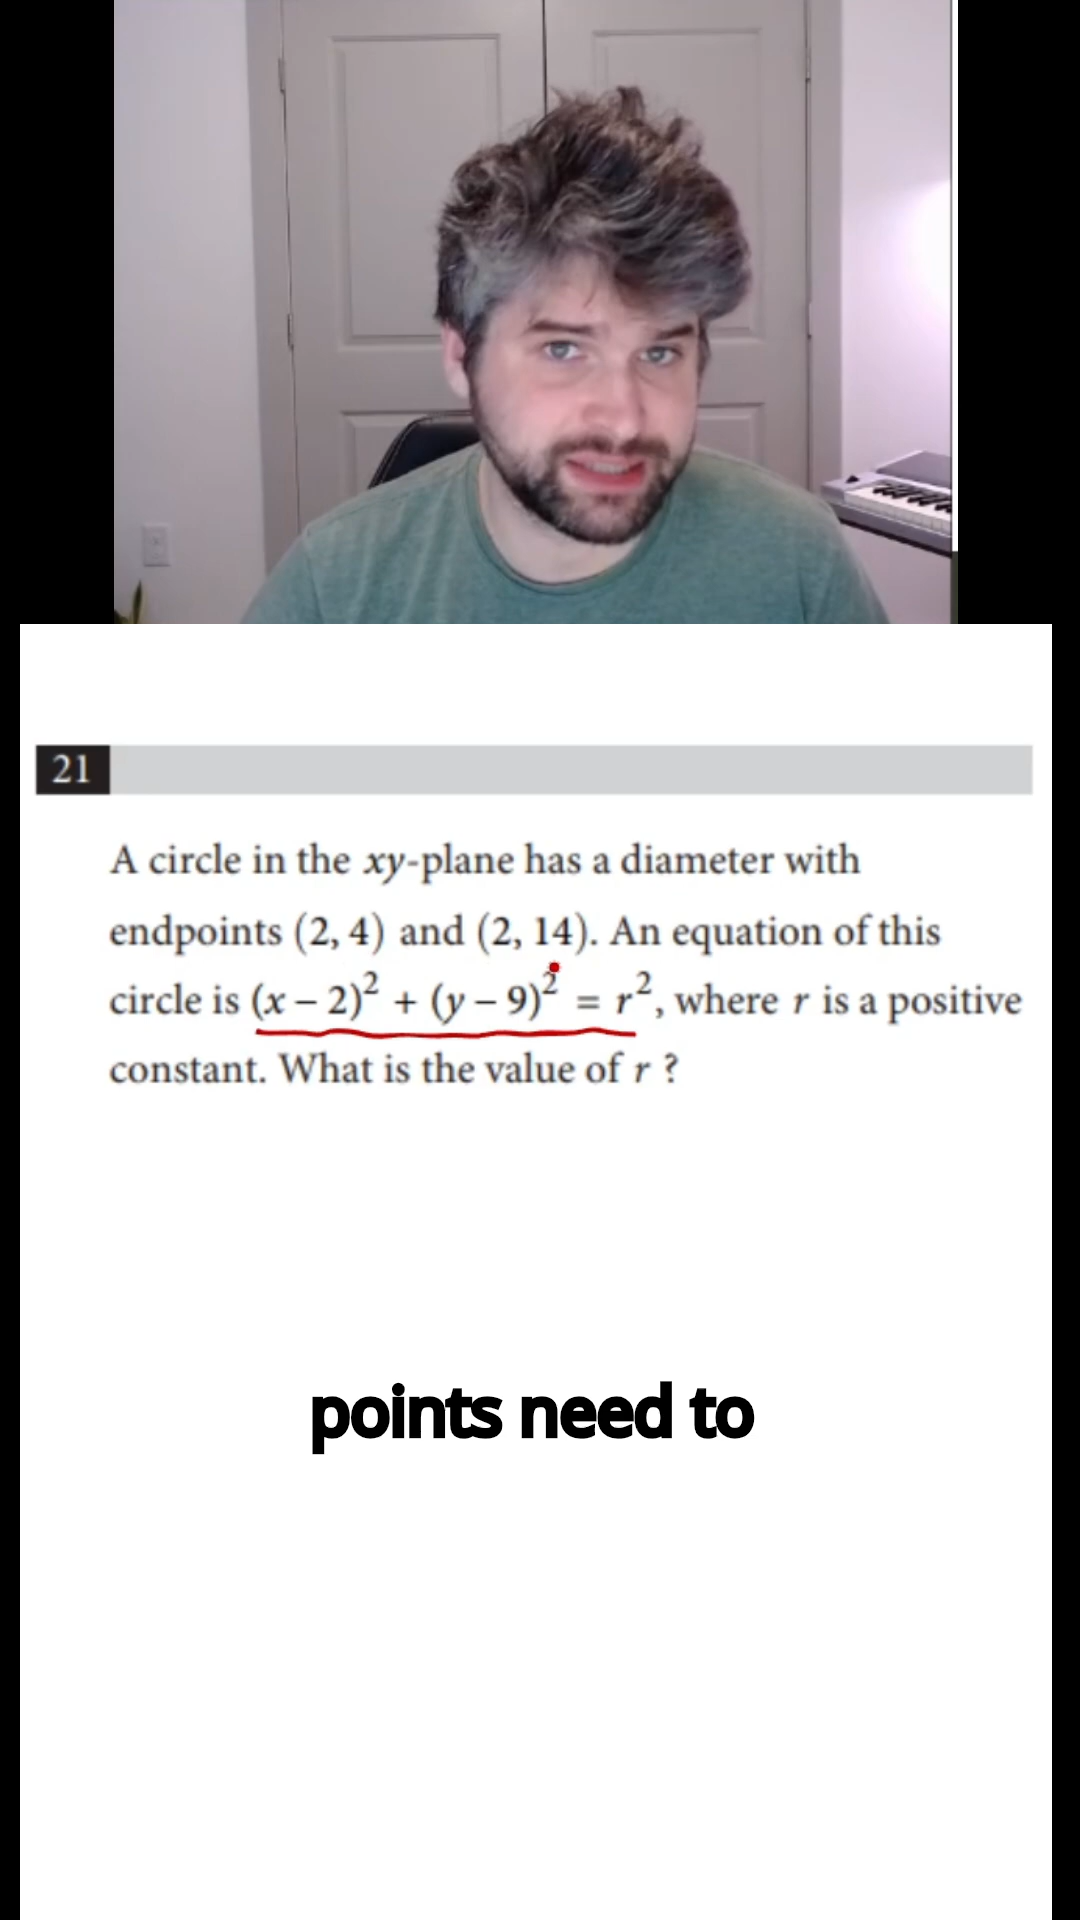 21
A circle in the xy-plane has a diameter with
endpoints (2, 4) and (2, 14). An equation of this
circle is (x – 2)² + (y – 9)² = r², where r is a positive
constant. What is the value of r ?
points need to